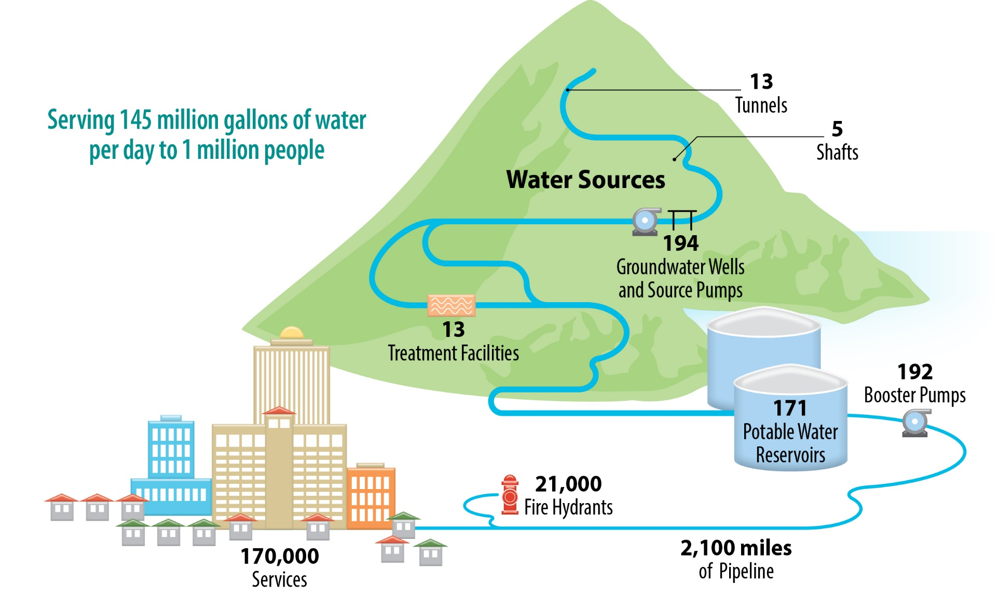 Serving 145 million gallons of water
per day to 1 million people
13
Tunnels
5
Shafts
Water Sources
194
Groundwater Wells
and Source Pumps
13
Treatment Facilities
192
Booster Pumps
171
Potable Water
Reservoirs
21,000
Fire Hydrants
2,100 miles
of Pipeline
170,000
Services